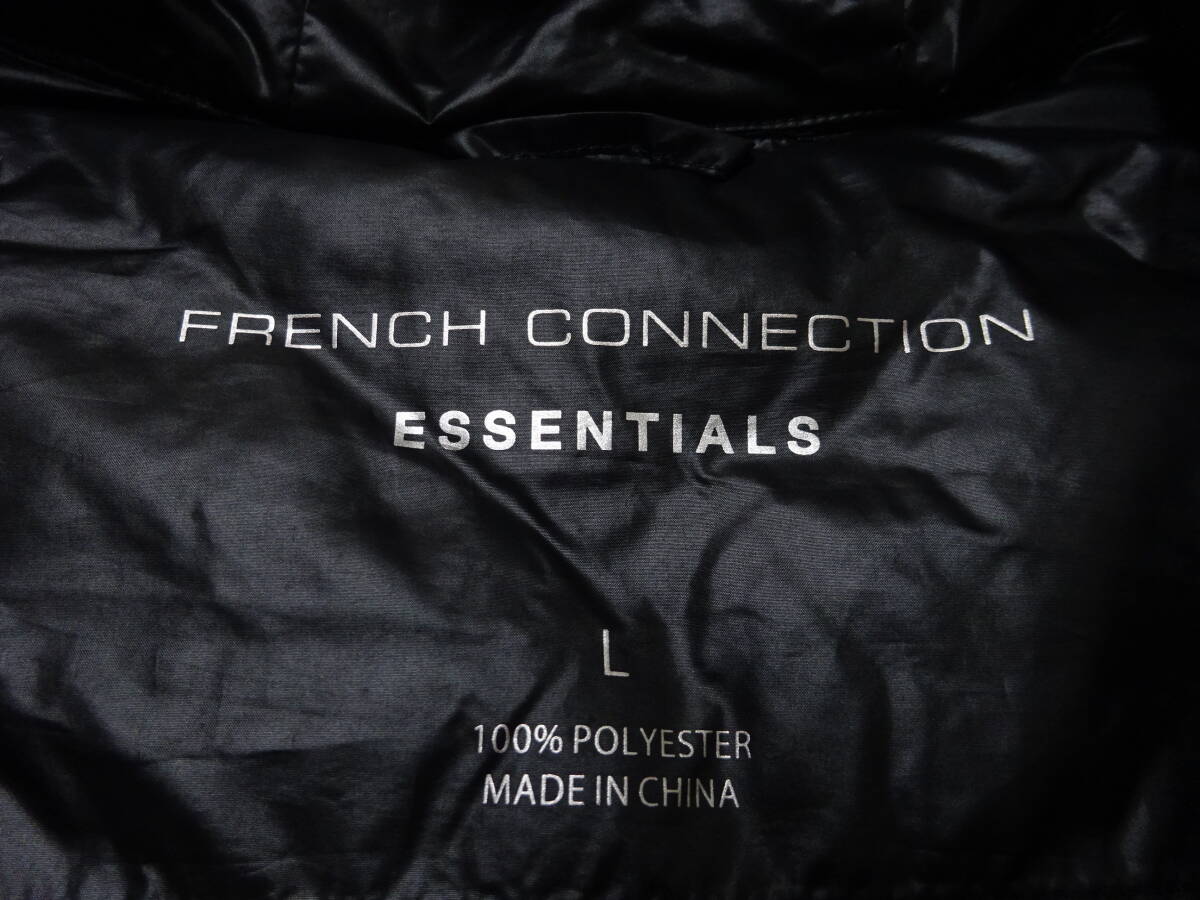 FRENCH CONNECTION
ESSENTIALS
L
100% POLYESTER
MADE IN CHINA